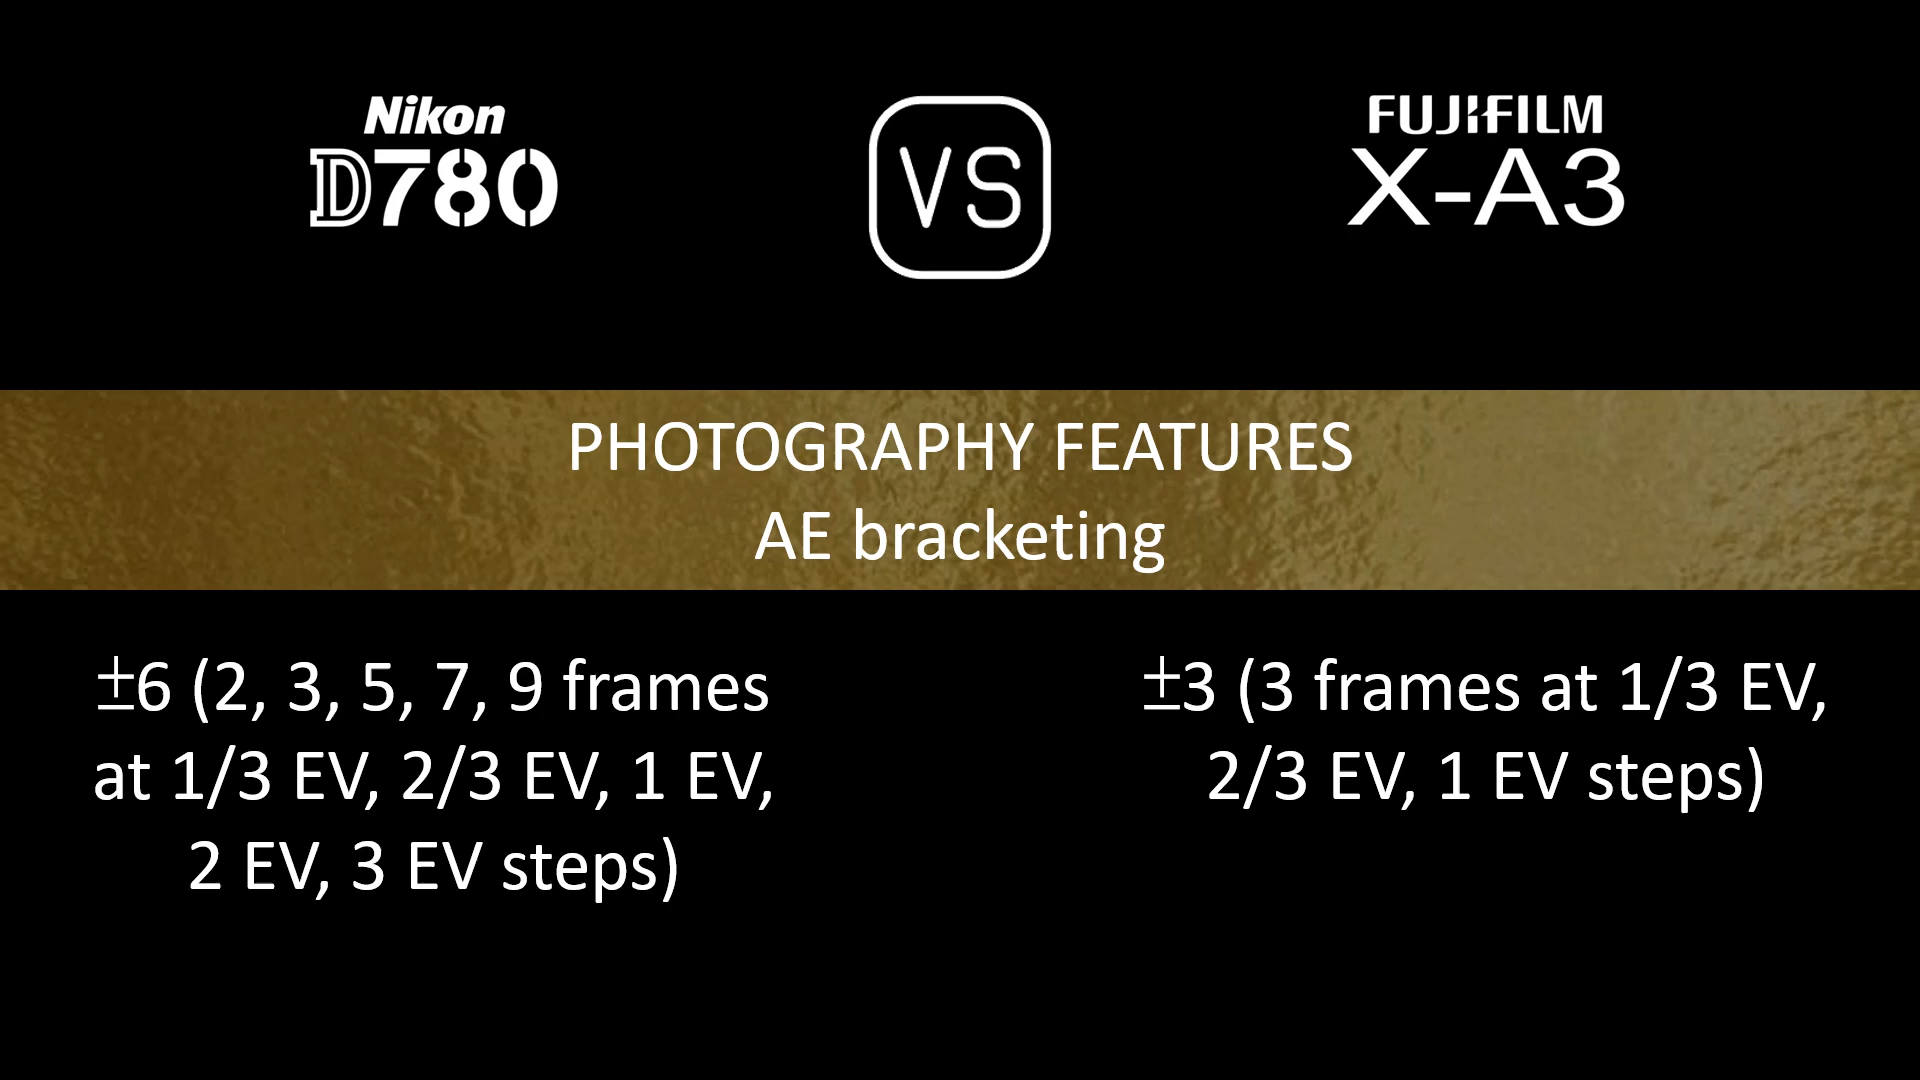 Nikon
D780
VS
FUJIFILM
X-A3
PHOTOGRAPHY FEATURES
AE bracketing
±6 (2, 3, 5, 7, 9 frames
at 1/3 EV, 2/3 EV, 1 EV,
2 EV, 3 EV steps)
±3 (3 frames at 1/3 EV,
2/3 EV, 1 EV steps)